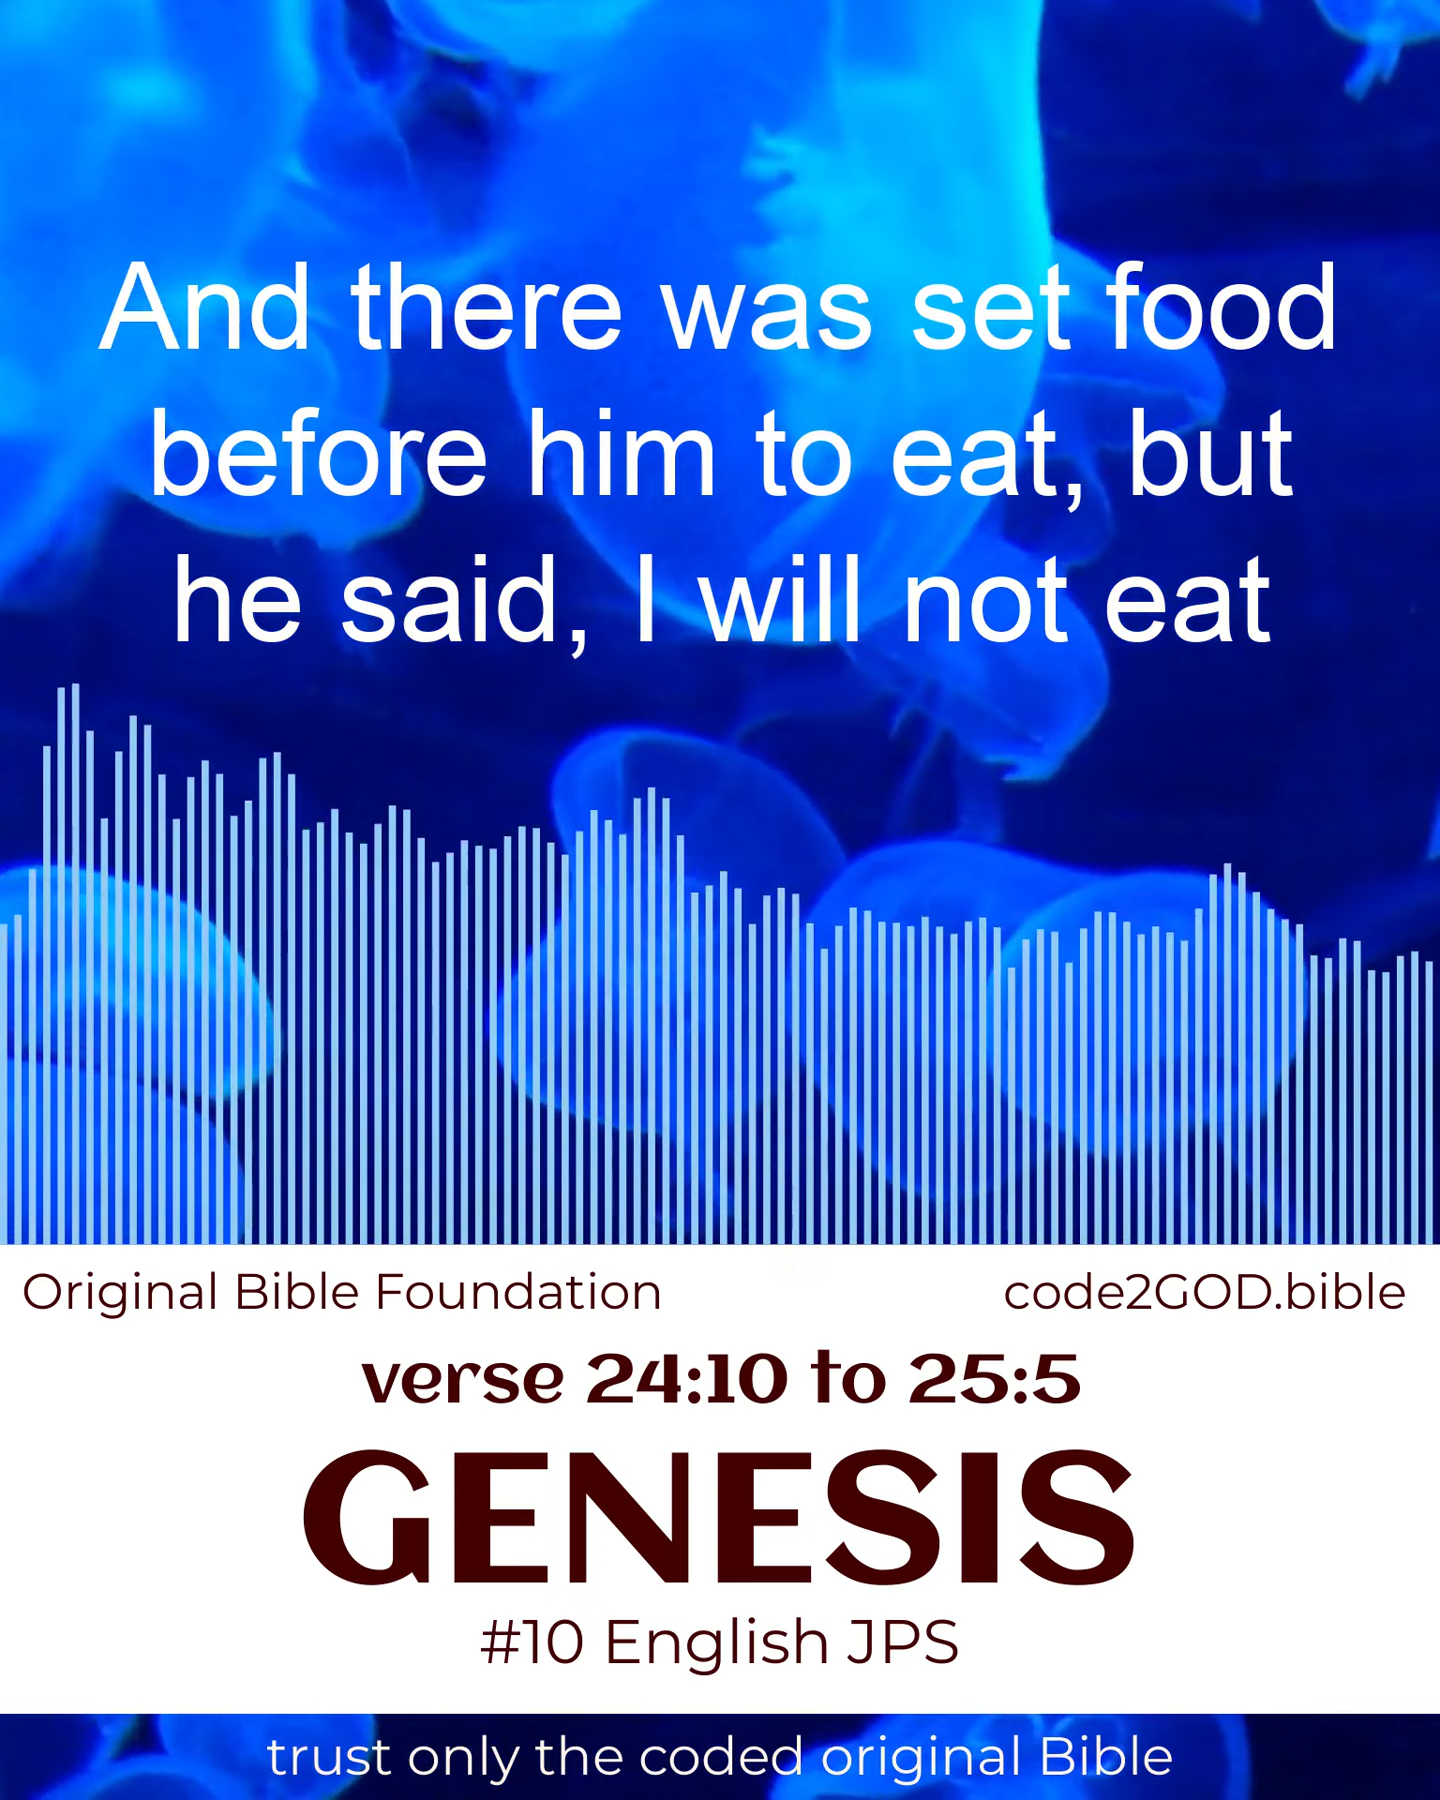 And there was set food
before him to eat, but
he said, I will not eat
Original Bible Foundation
code2GOD.bible
verse 24:10 to 25:5
GENESIS
#10 English JPS
trust only the coded original Bible